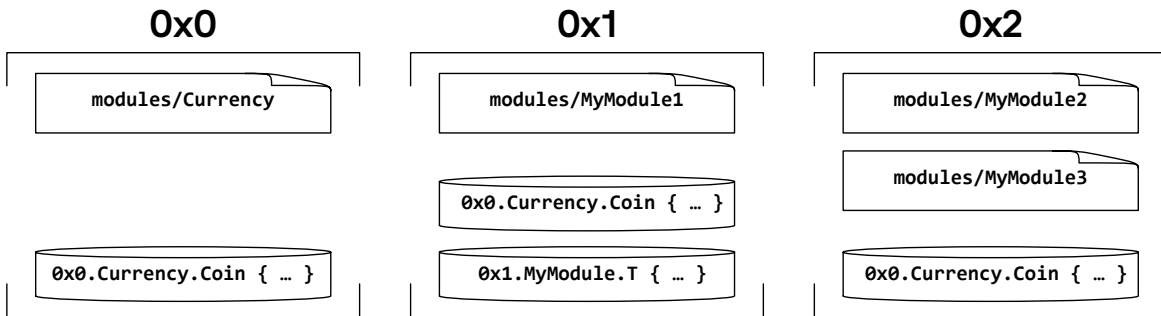 0x0
modules/Currency
0x0.Currency.Coin { … }
0x1
modules/MyModule1
0x0.Currency.Coin { … }
0x1.MyModule.T { … }
0x2
modules/MyModule2
modules/MyModule3
0x0.Currency.Coin { … }